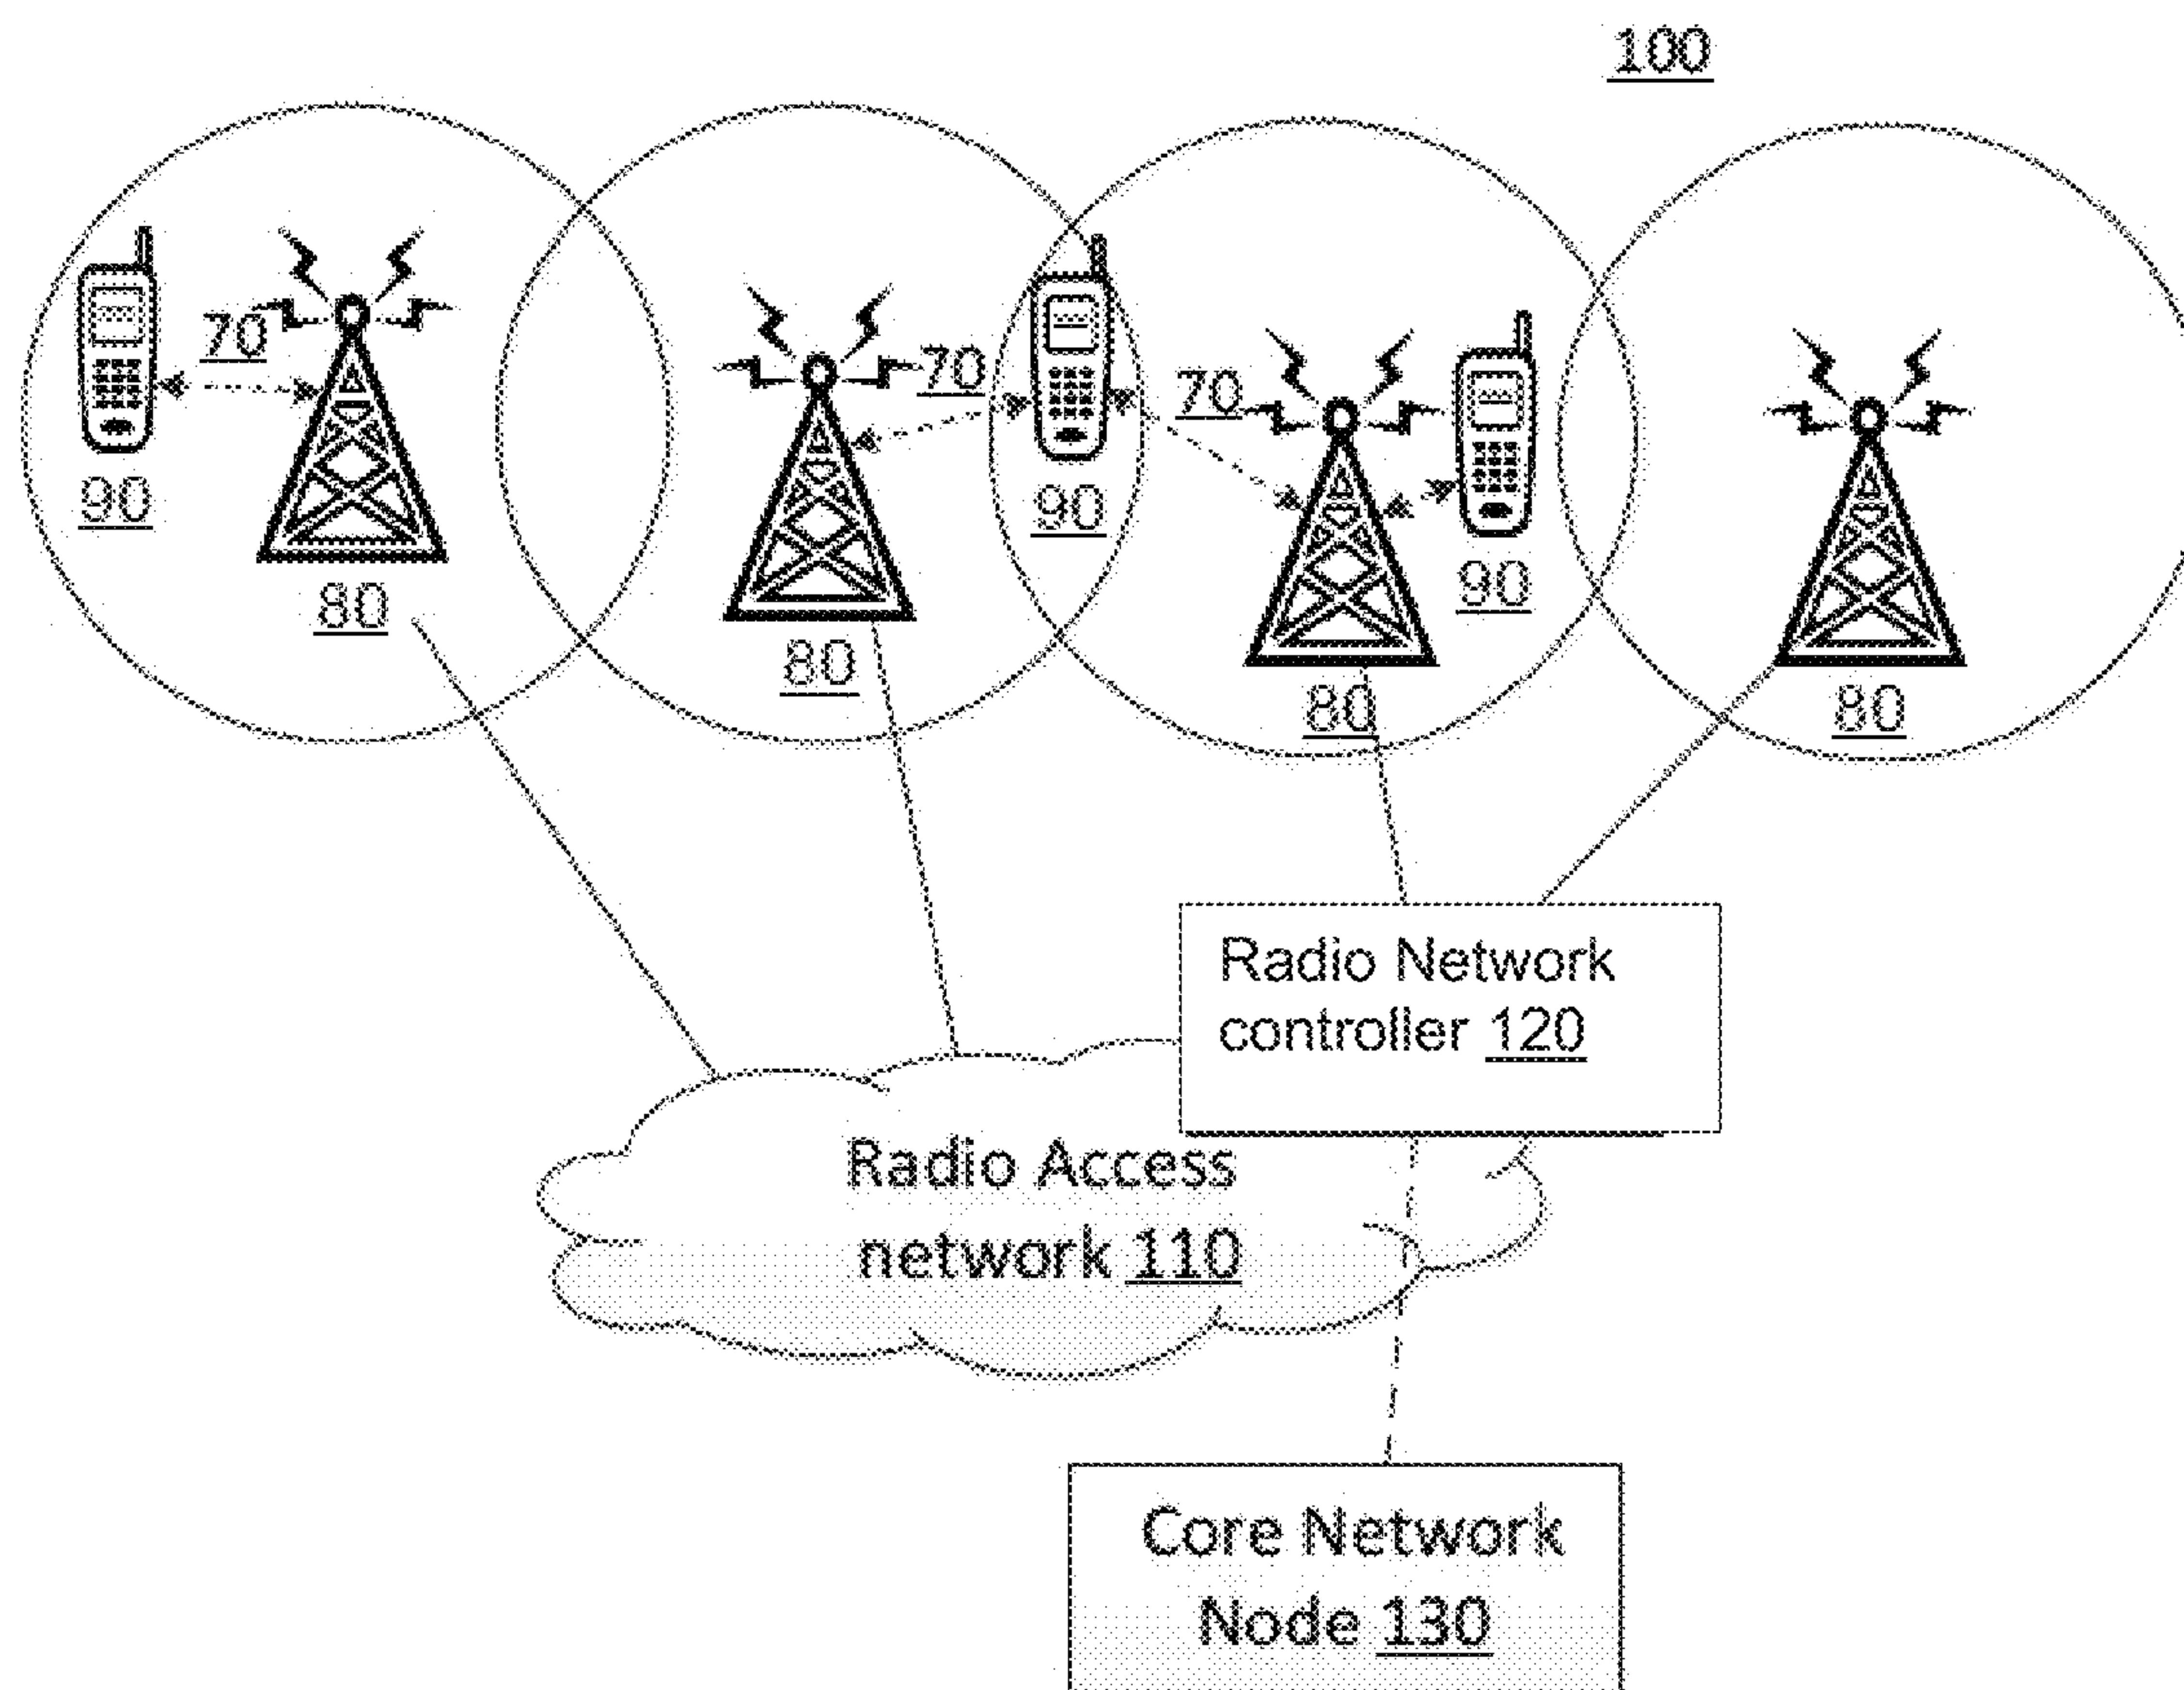 100
70
70
70
90
90
90
80
80
80
80
Radio Network
controller 120
Radio Access
network 110
Core Network
Node 130